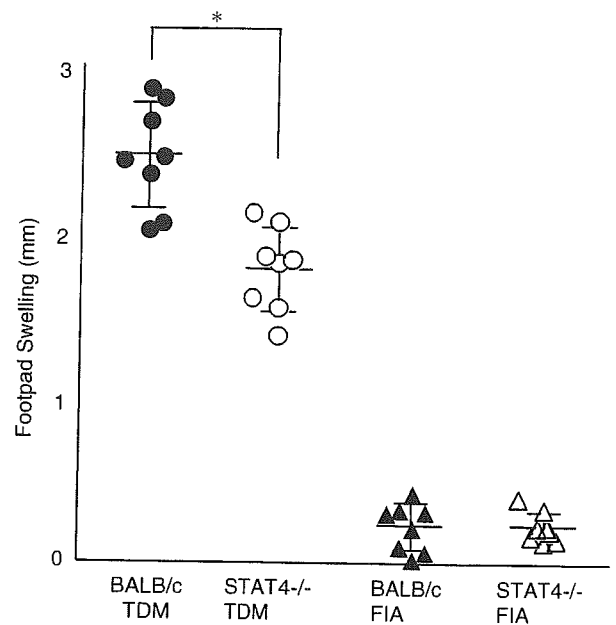 *
3
2
1
0
Footpad Swelling (mm)
BALB/c TDM
STAT4-/- TDM
BALB/c FIA
STAT4-/- FIA